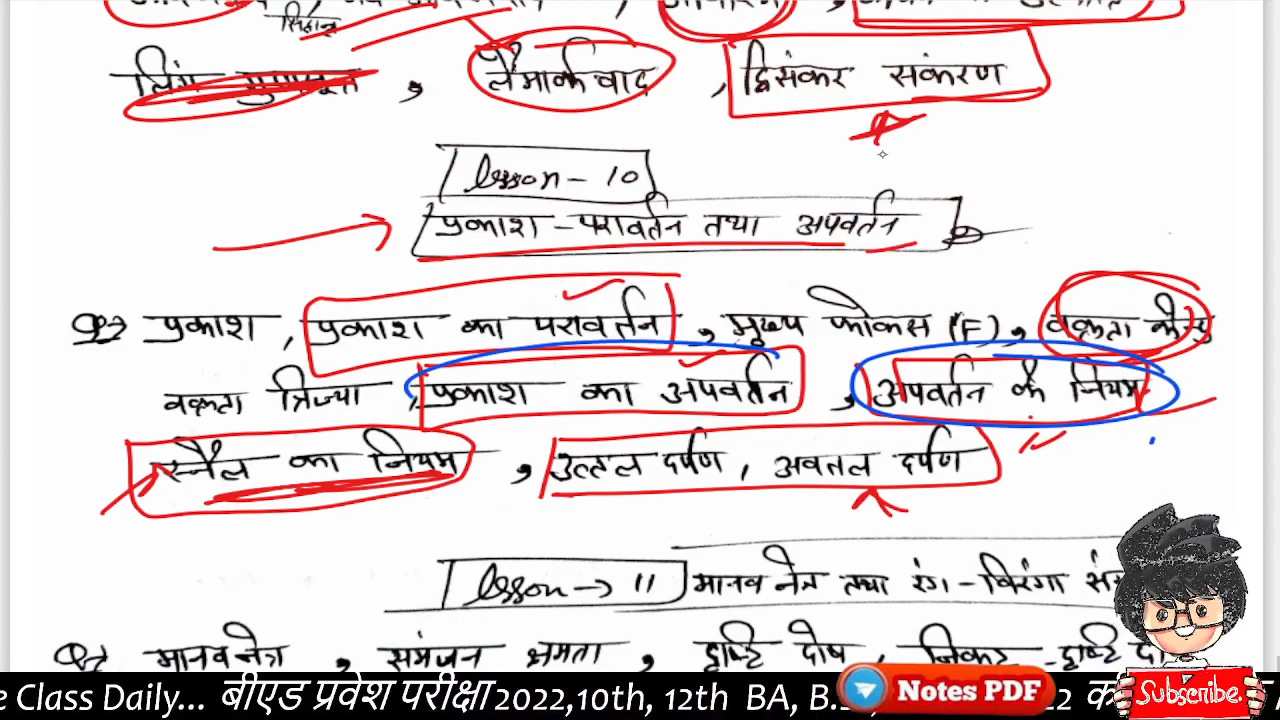 सिद्धान्त
लिंग गुणसूत्र , लैमार्कवाद , द्विसंकर संकरण
lesson - 10
प्रकाश - परावर्तन तथा अपवर्तन
प्रकाश , प्रकाश का परावर्तन , मुख्य फोकस (F), वक्रता केन्द्र
वक्रता त्रिज्या , प्रकाश का अपवर्तन , अपवर्तन के नियम
स्नैल का नियम , उत्तल दर्पण , अवतल दर्पण
lesson → 11 मानव नेत्र तथा रंग - बिरंगा
मानव नेत्र , समंजन क्षमता , दृष्टि दोष , निकट - दृष्टि
e Class Daily... बीएड प्रवेश परीक्षा 2022,10th, 12th BA, B.
Notes PDF
Subscribe.